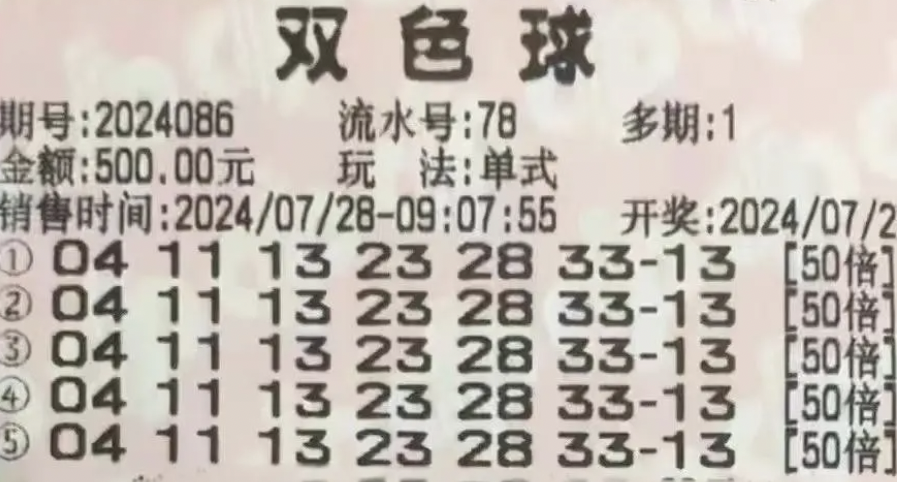 双色球
期号:2024086 流水号:78 多期:1
金额:500.00元 玩 法:单式
销售时间:2024/07/28-09:07:55 开奖:2024/07/2
① 04 11 13 23 28 33-13 [50倍]
② 04 11 13 23 28 33-13 [50倍]
③ 04 11 13 23 28 33-13 [50倍]
④ 04 11 13 23 28 33-13 [50倍]
⑤ 04 11 13 23 28 33-13 [50倍]